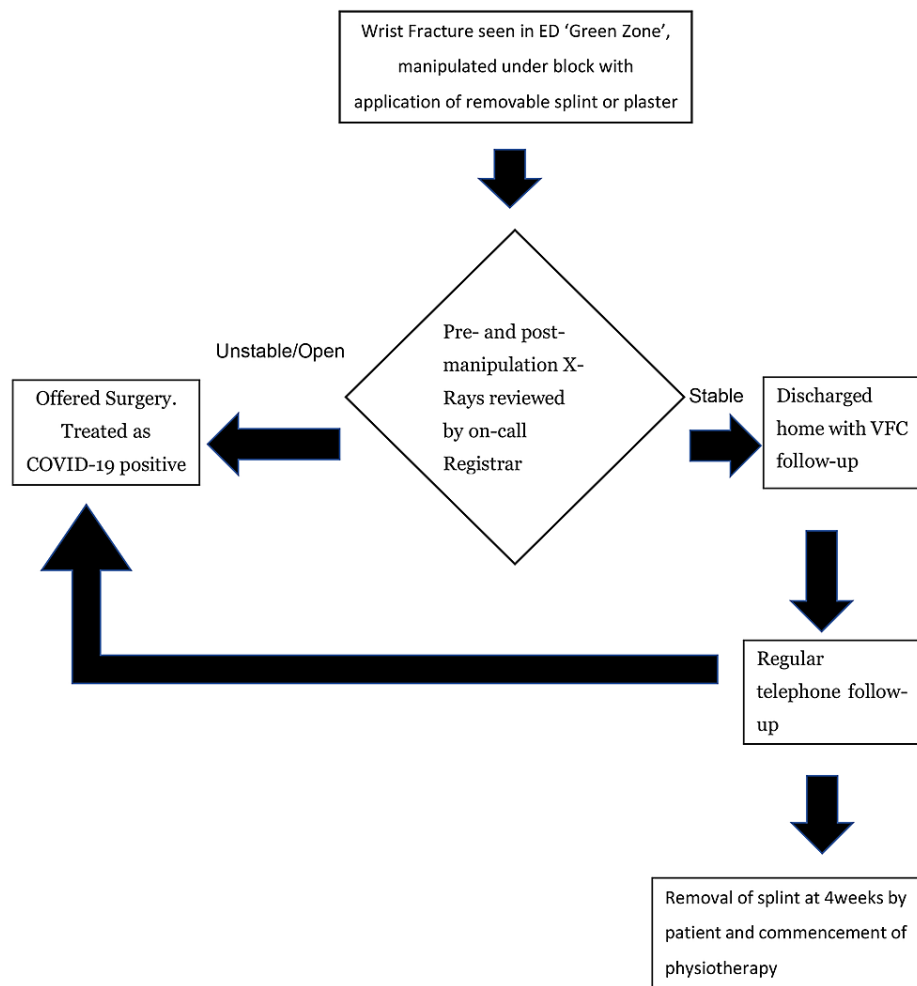 Wrist Fracture seen in ED ‘Green Zone’,
manipulated under block with
application of removable splint or plaster
Pre- and post-
manipulation X-
Rays reviewed
by on-call
Registrar
Unstable/Open
Offered Surgery.
Treated as
COVID-19 positive
Stable
Discharged
home with VFC
follow-up
Regular
telephone follow-
up
Removal of splint at 4weeks by
patient and commencement of
physiotherapy